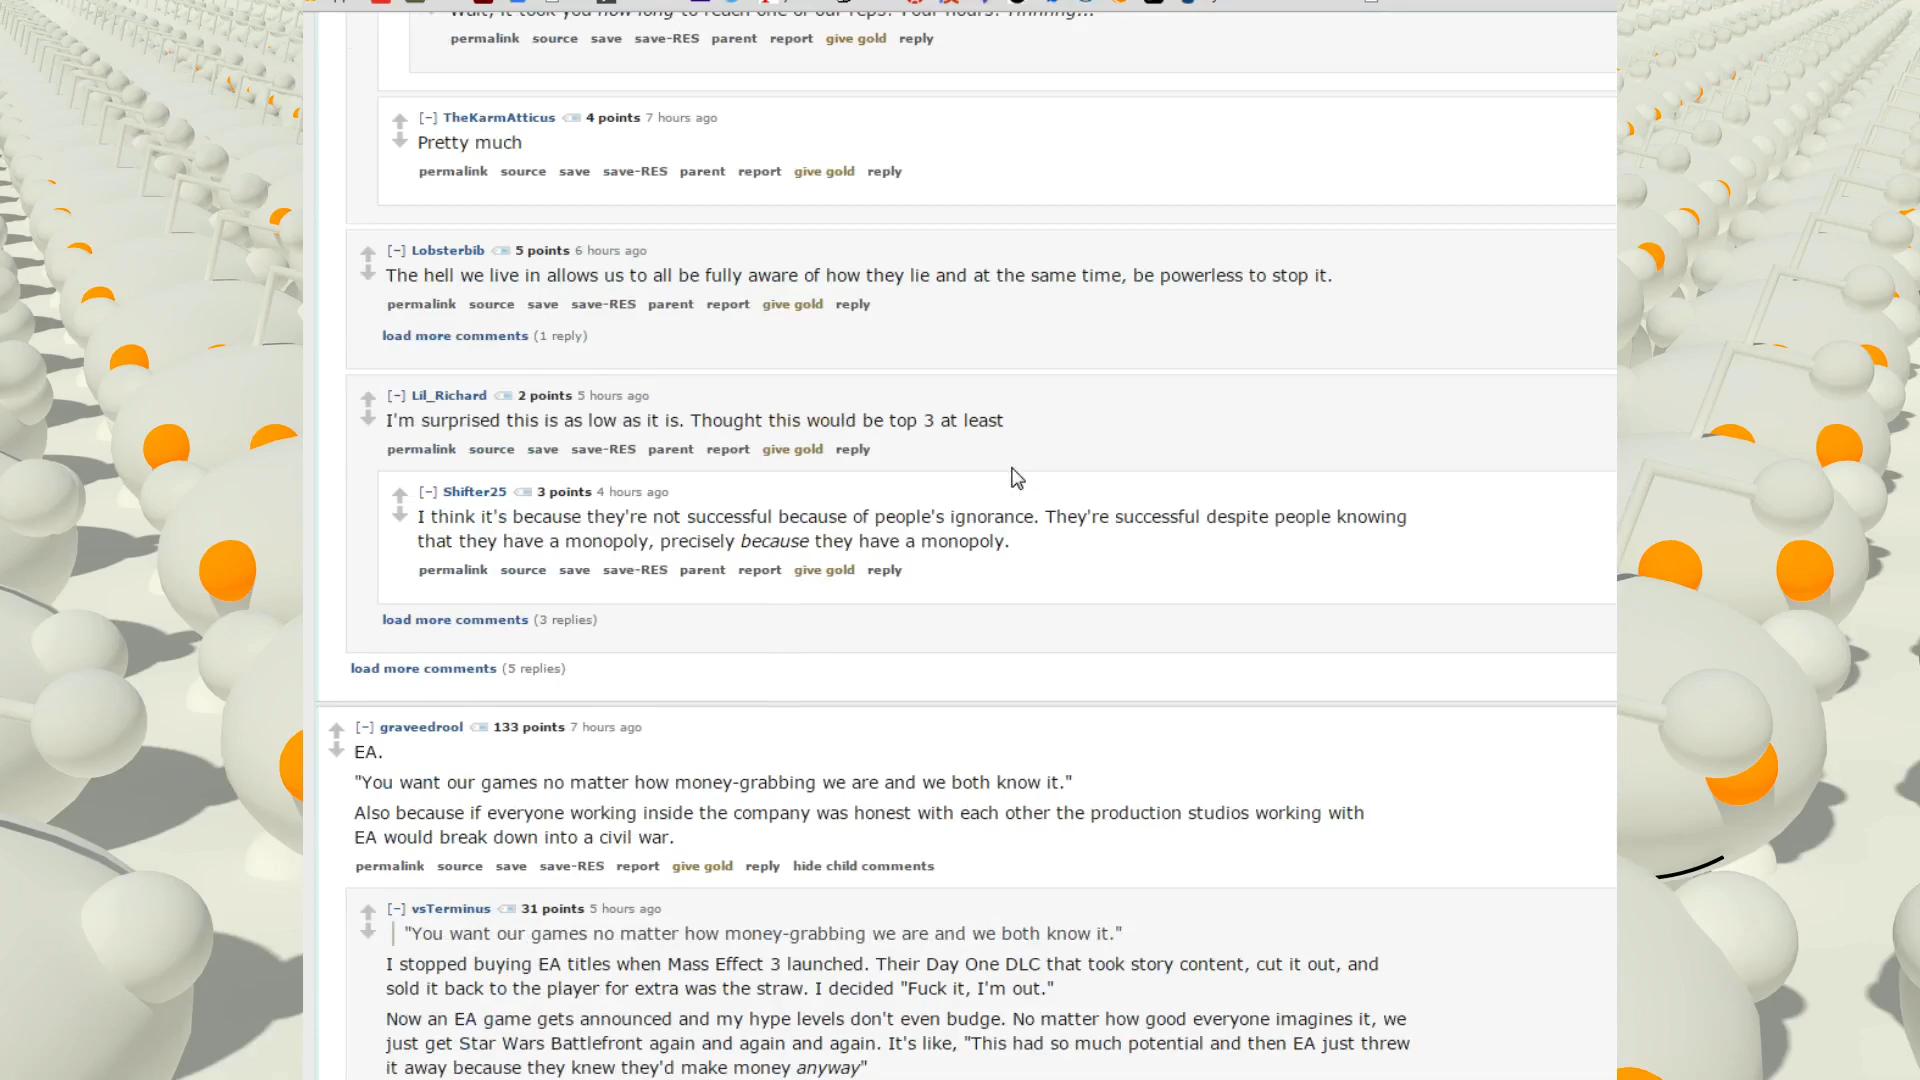 Wait, it took you how long to reach one of our reps? Four hours? Hnnnng...
permalink source save save-RES parent report give gold reply
[-] TheKarmAtticus 4 points 7 hours ago
Pretty much
permalink source save save-RES parent report give gold reply
[-] Lobsterbib 5 points 6 hours ago
The hell we live in allows us to all be fully aware of how they lie and at the same time, be powerless to stop it.
permalink source save save-RES parent report give gold reply
load more comments (1 reply)
[-] Lil_Richard 2 points 5 hours ago
I'm surprised this is as low as it is. Thought this would be top 3 at least
permalink source save save-RES parent report give gold reply
[-] Shifter25 3 points 4 hours ago
I think it's because they're not successful because of people's ignorance. They're successful despite people knowing
that they have a monopoly, precisely because they have a monopoly.
permalink source save save-RES parent report give gold reply
load more comments (3 replies)
load more comments (5 replies)
[-] graveedrool 133 points 7 hours ago
EA.
"You want our games no matter how money-grabbing we are and we both know it."
Also because if everyone working inside the company was honest with each other the production studios working with
EA would break down into a civil war.
permalink source save save-RES report give gold reply hide child comments
[-] vsTerminus 31 points 5 hours ago
"You want our games no matter how money-grabbing we are and we both know it."
I stopped buying EA titles when Mass Effect 3 launched. Their Day One DLC that took story content, cut it out, and
sold it back to the player for extra was the straw. I decided "Fuck it, I'm out."
Now an EA game gets announced and my hype levels don't even budge. No matter how good everyone imagines it, we
just get Star Wars Battlefront again and again and again. It's like, "This had so much potential and then EA just threw
it away because they knew they'd make money anyway"